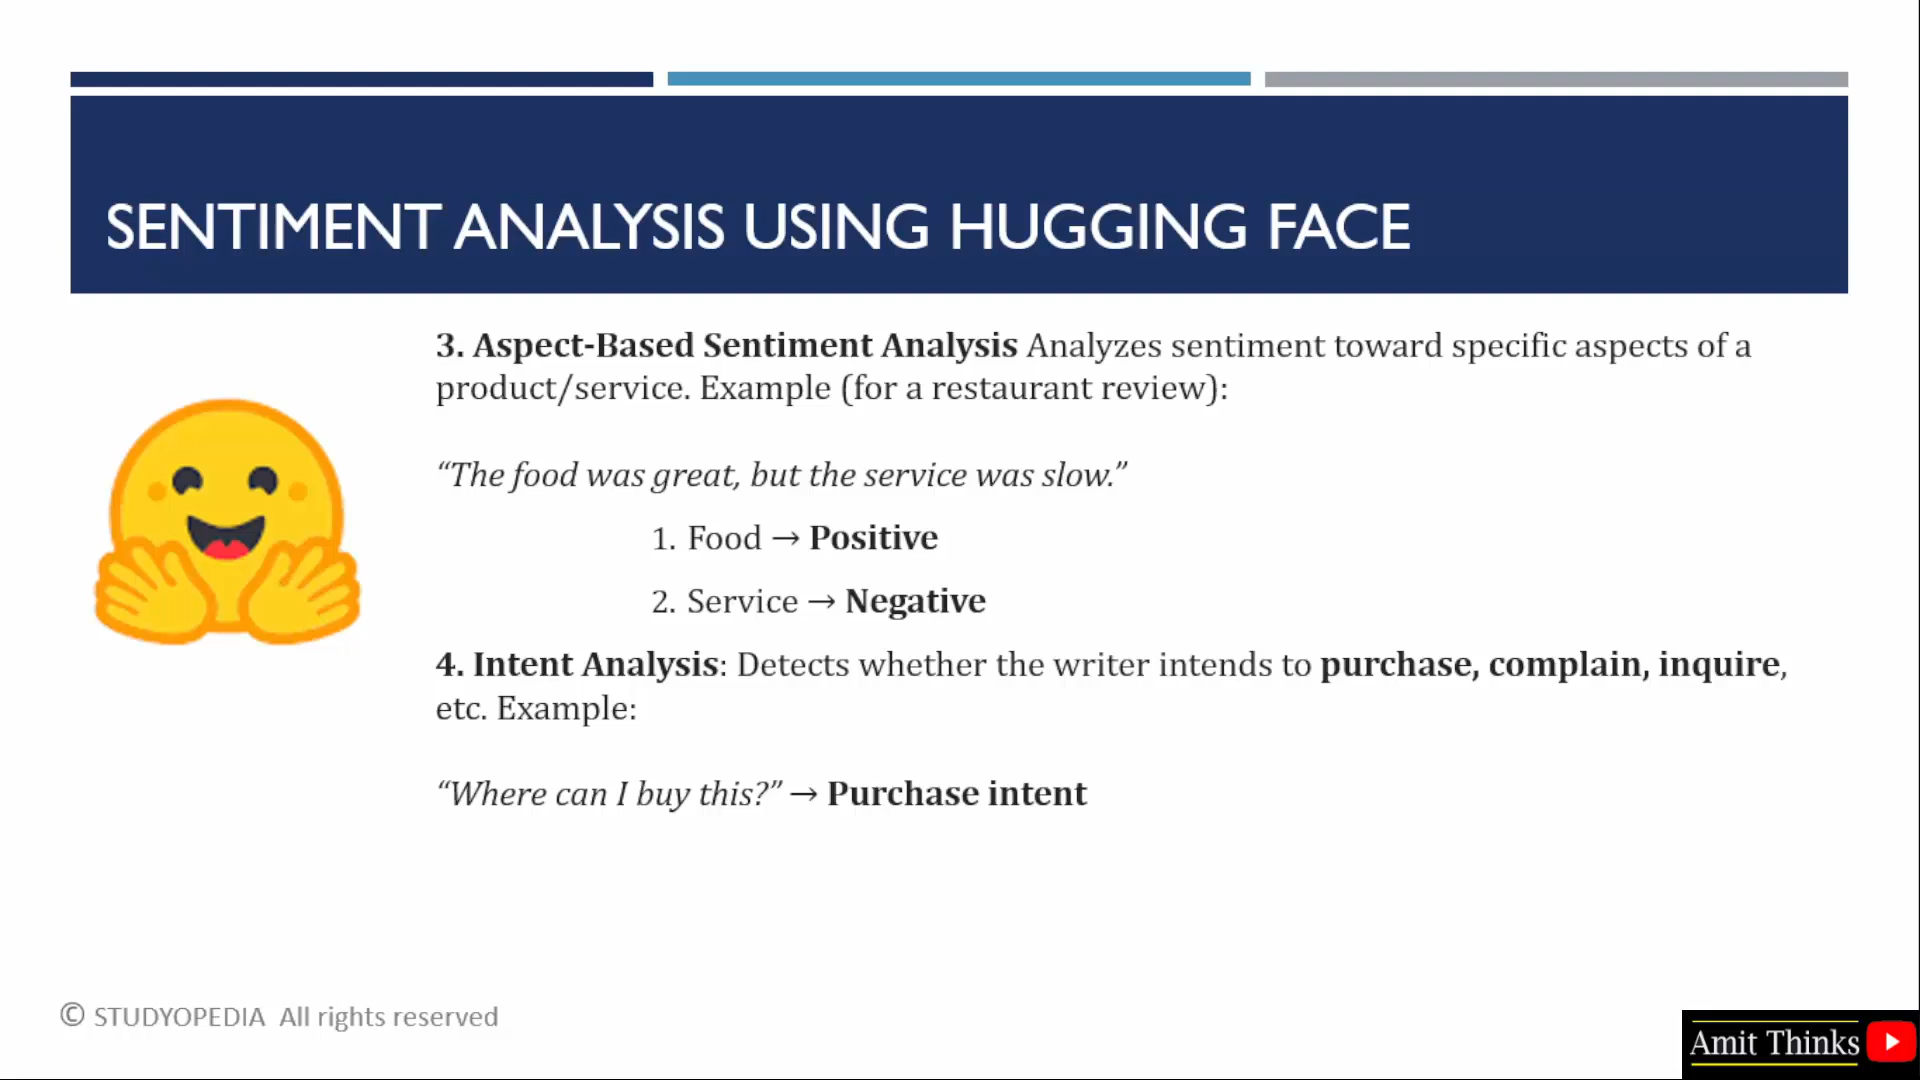 SENTIMENT ANALYSIS USING HUGGING FACE
3. Aspect-Based Sentiment Analysis Analyzes sentiment toward specific aspects of a
product/service. Example (for a restaurant review):
“The food was great, but the service was slow.”
1. Food → Positive
2. Service → Negative
4. Intent Analysis: Detects whether the writer intends to purchase, complain, inquire,
etc. Example:
“Where can I buy this?” → Purchase intent
© STUDYOPEDIA All rights reserved
Amit Thinks